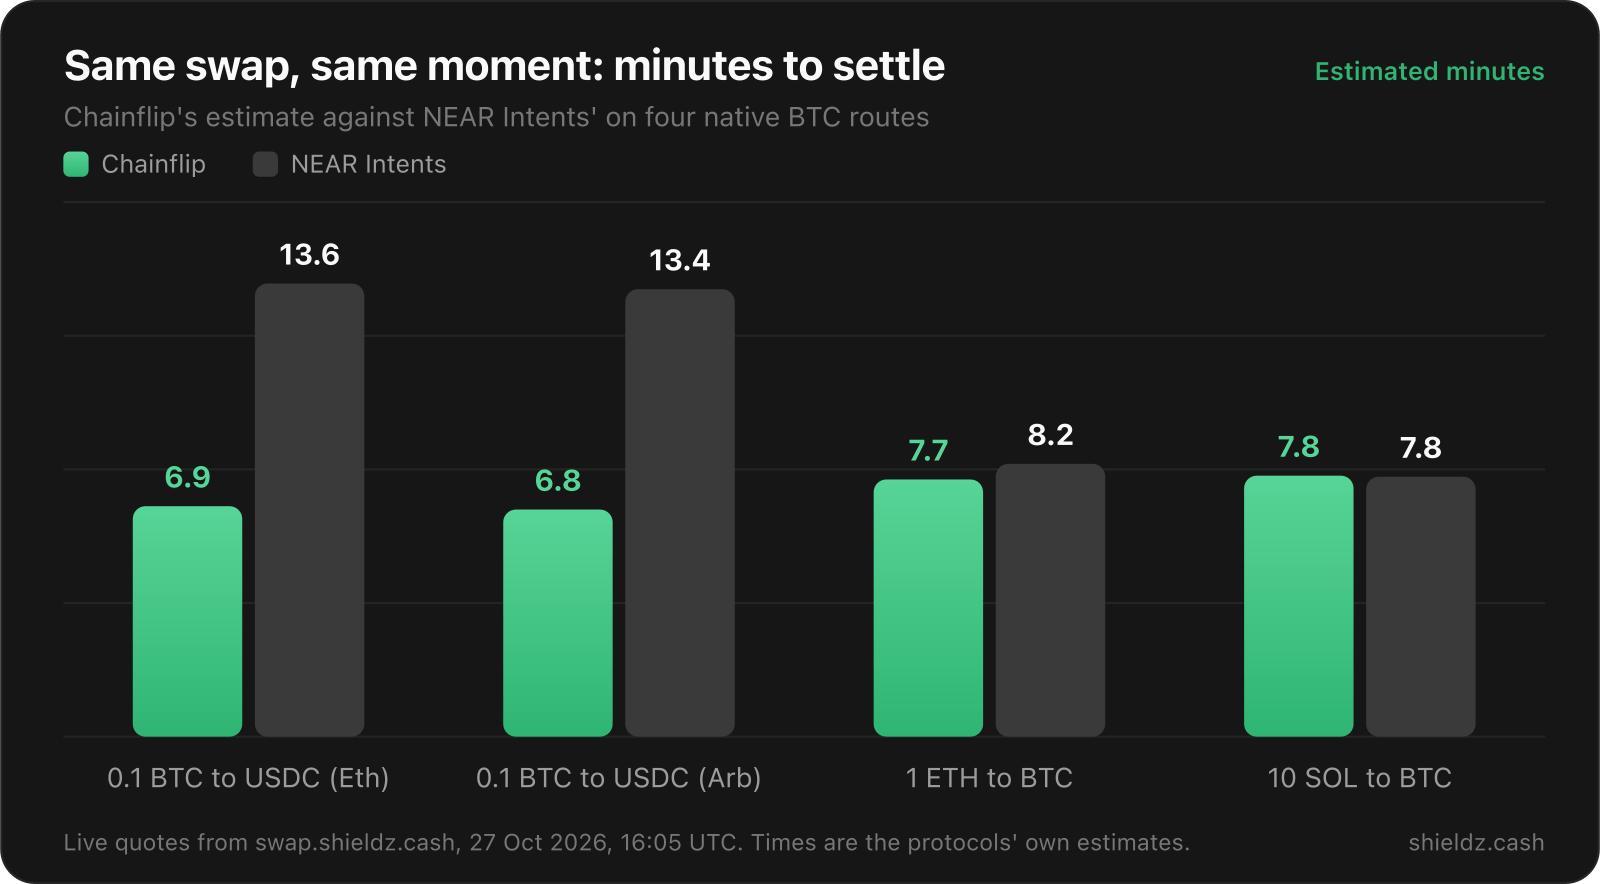 Same swap, same moment: minutes to settle
Estimated minutes
Chainflip's estimate against NEAR Intents' on four native BTC routes
Chainflip
NEAR Intents
13.6
13.4
6.9
6.8
7.7
8.2
7.8
7.8
0.1 BTC to USDC (Eth)
0.1 BTC to USDC (Arb)
1 ETH to BTC
10 SOL to BTC
Live quotes from swap.shieldz.cash, 27 Oct 2026, 16:05 UTC. Times are the protocols' own estimates.
shieldz.cash